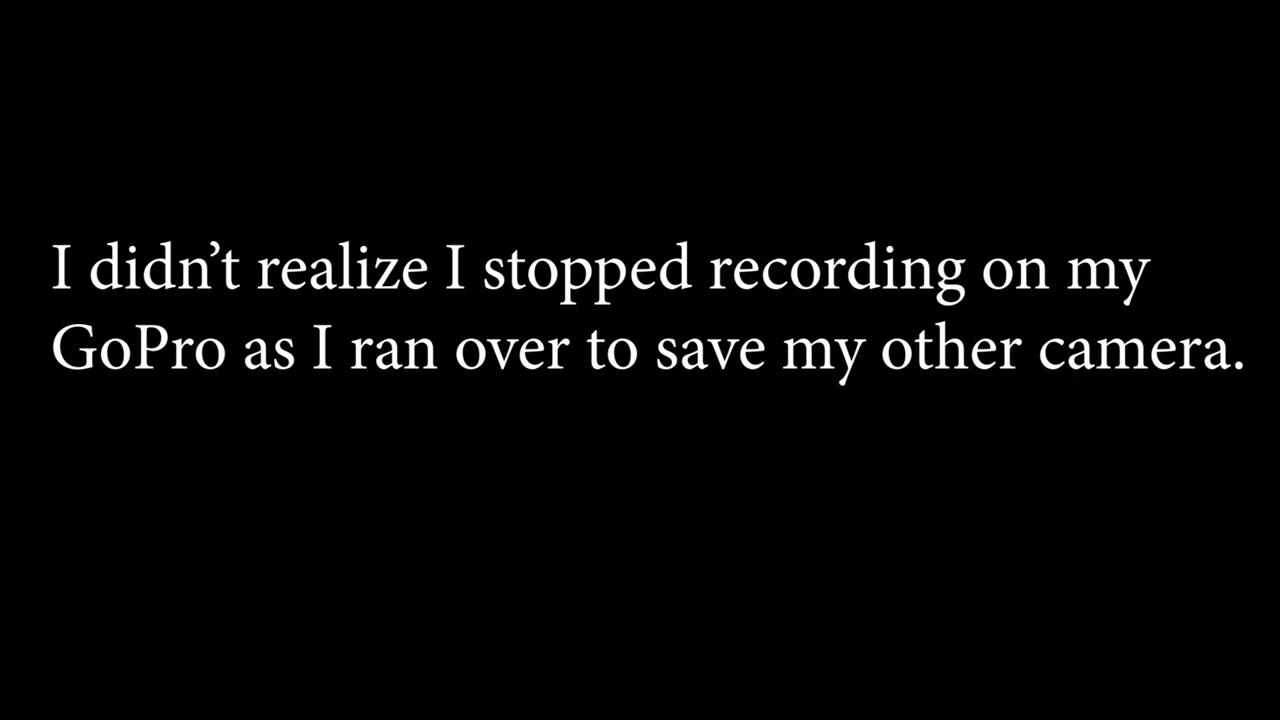 I didn’t realize I stopped recording on my
GoPro as I ran over to save my other camera.